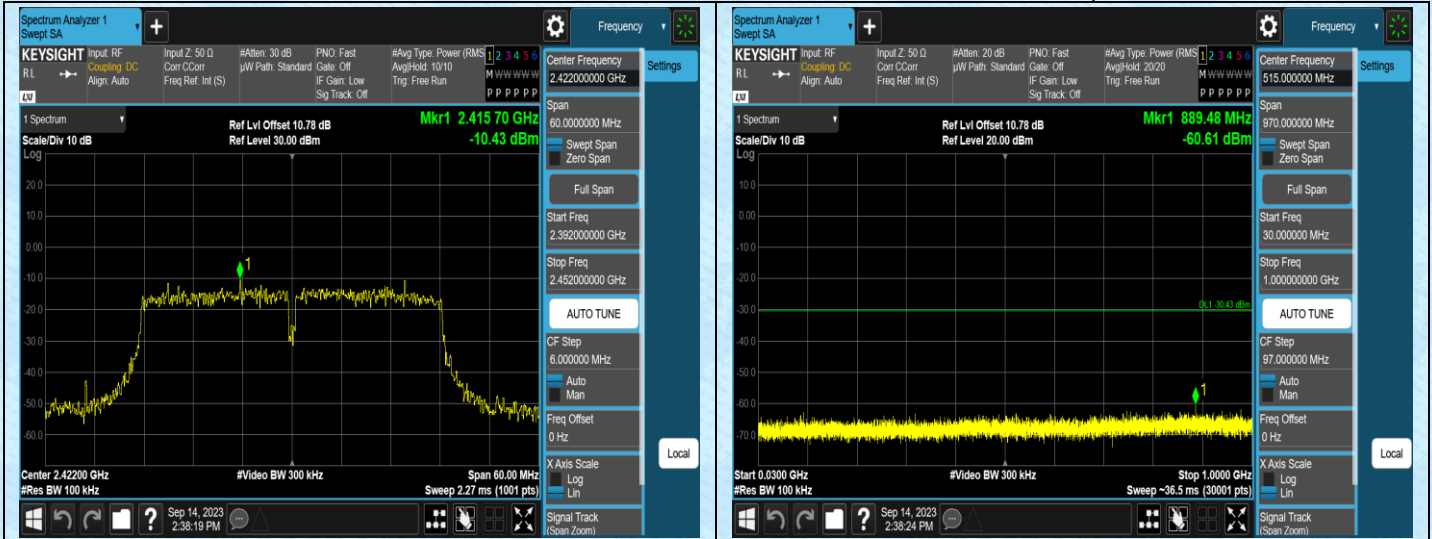 Spectrum Analyzer 1
Swept SA
+
Frequency
KEYSIGHT
RL
LXI
Input: RF
Coupling: DC
Align: Auto
Input Z: 50 Ω
Corr CCorr
Freq Ref: Int (S)
#Atten: 30 dB
µW Path: Standard
PNO: Fast
Gate: Off
IF Gain: Low
Sig Track: Off
#Avg Type: Power (RMS
Avg|Hold: 10/10
Trig: Free Run
1 2 3 4 5 6
M W W W W W
P P P P P P
Center Frequency
2.422000000 GHz
Settings
1 Spectrum
Scale/Div 10 dB
Log
Ref Lvl Offset 10.78 dB
Ref Level 30.00 dBm
Mkr1 2.415 70 GHz
-10.43 dBm
Span
60.0000000 MHz
Swept Span
Zero Span
Full Span
Start Freq
2.392000000 GHz
Stop Freq
2.452000000 GHz
AUTO TUNE
CF Step
6.000000 MHz
Auto
Man
Freq Offset
0 Hz
X Axis Scale
Log
Lin
Signal Track
(Span Zoom)
Local
20.0
10.0
0.00
-10.0
-20.0
-30.0
-40.0
-50.0
-60.0
1
Center 2.42200 GHz
#Res BW 100 kHz
#Video BW 300 kHz
Span 60.00 MHz
Sweep 2.27 ms (1001 pts)
?
Sep 14, 2023
2:38:19 PM
Spectrum Analyzer 1
Swept SA
+
Frequency
KEYSIGHT
RL
LXI
Input: RF
Coupling: DC
Align: Auto
Input Z: 50 Ω
Corr CCorr
Freq Ref: Int (S)
#Atten: 20 dB
µW Path: Standard
PNO: Fast
Gate: Off
IF Gain: Low
Sig Track: Off
#Avg Type: Power (RMS
Avg|Hold: 20/20
Trig: Free Run
1 2 3 4 5 6
M W W W W W
P P P P P P
Center Frequency
515.000000 MHz
Settings
1 Spectrum
Scale/Div 10 dB
Log
Ref Lvl Offset 10.78 dB
Ref Level 20.00 dBm
Mkr1 889.48 MHz
-60.61 dBm
Span
970.000000 MHz
Swept Span
Zero Span
Full Span
Start Freq
30.000000 MHz
Stop Freq
1.000000000 GHz
AUTO TUNE
CF Step
97.000000 MHz
Auto
Man
Freq Offset
0 Hz
X Axis Scale
Log
Lin
Signal Track
(Span Zoom)
Local
10.0
0.00
-10.0
-20.0
-30.0
-40.0
-50.0
-60.0
-70.0
DL1 -30.43 dBm
1
Start 0.0300 GHz
#Res BW 100 kHz
#Video BW 300 kHz
Stop 1.0000 GHz
Sweep ~36.5 ms (30001 pts)
?
Sep 14, 2023
2:38:24 PM